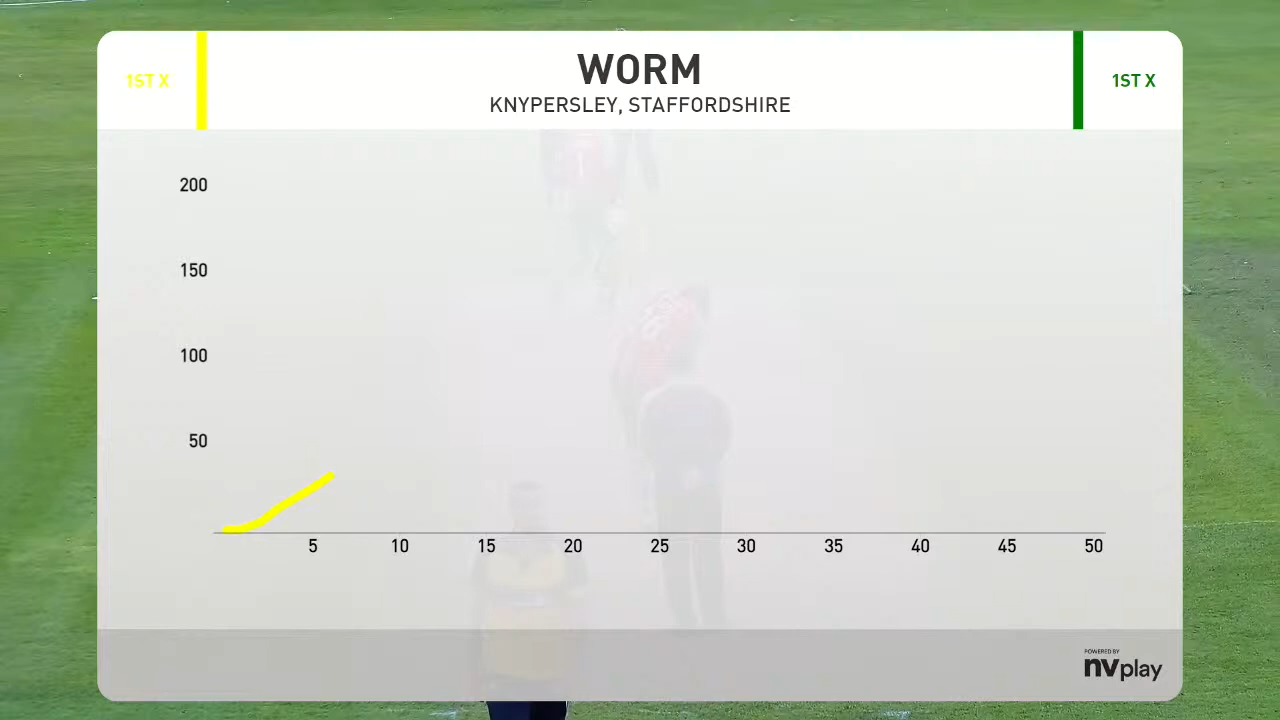 1ST X
WORM
KNYPERSLEY, STAFFORDSHIRE
1ST X
200
150
100
50
5 10 15 20 25 30 35 40 45 50
POWERED BY
nvplay